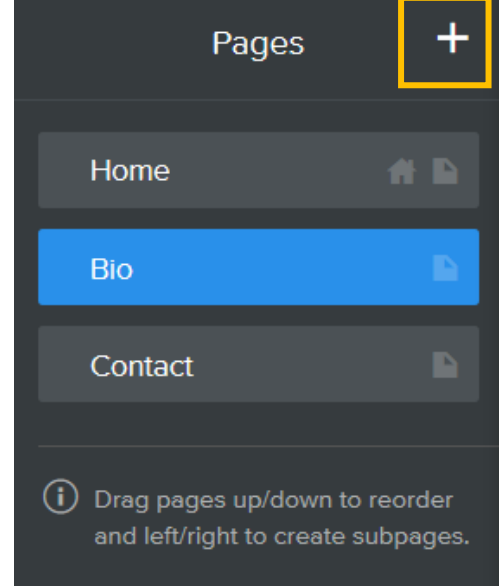 Pages +
Home
Bio
Contact
Drag pages up/down to reorder
and left/right to create subpages.